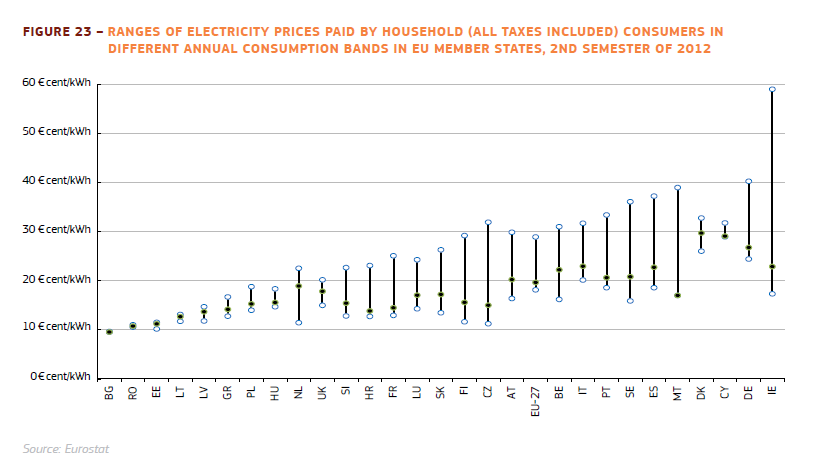 FIGURE 23 – RANGES OF ELECTRICITY PRICES PAID BY HOUSEHOLD (ALL TAXES INCLUDED) CONSUMERS IN
DIFFERENT ANNUAL CONSUMPTION BANDS IN EU MEMBER STATES, 2ND SEMESTER OF 2012
60 €cent/kWh
50 €cent/kWh
40 €cent/kWh
30 €cent/kWh
20 €cent/kWh
10 €cent/kWh
0 €cent/kWh
BG
RO
EE
LT
LV
GR
PL
HU
NL
UK
SI
HR
FR
LU
SK
FI
CZ
AT
EU-27
BE
IT
PT
SE
ES
MT
DK
CY
DE
IE
Source: Eurostat